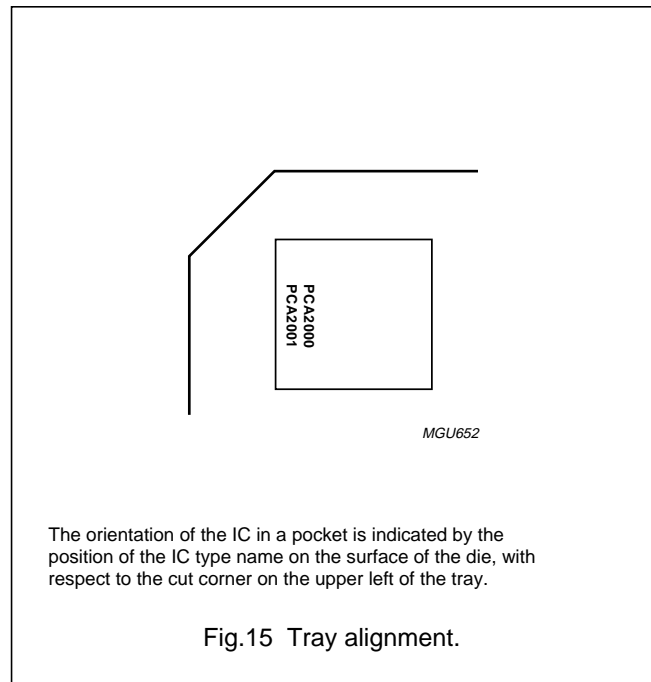 PCA2000
PCA2001
MGU652
The orientation of the IC in a pocket is indicated by the
position of the IC type name on the surface of the die, with
respect to the cut corner on the upper left of the tray.
Fig.15 Tray alignment.